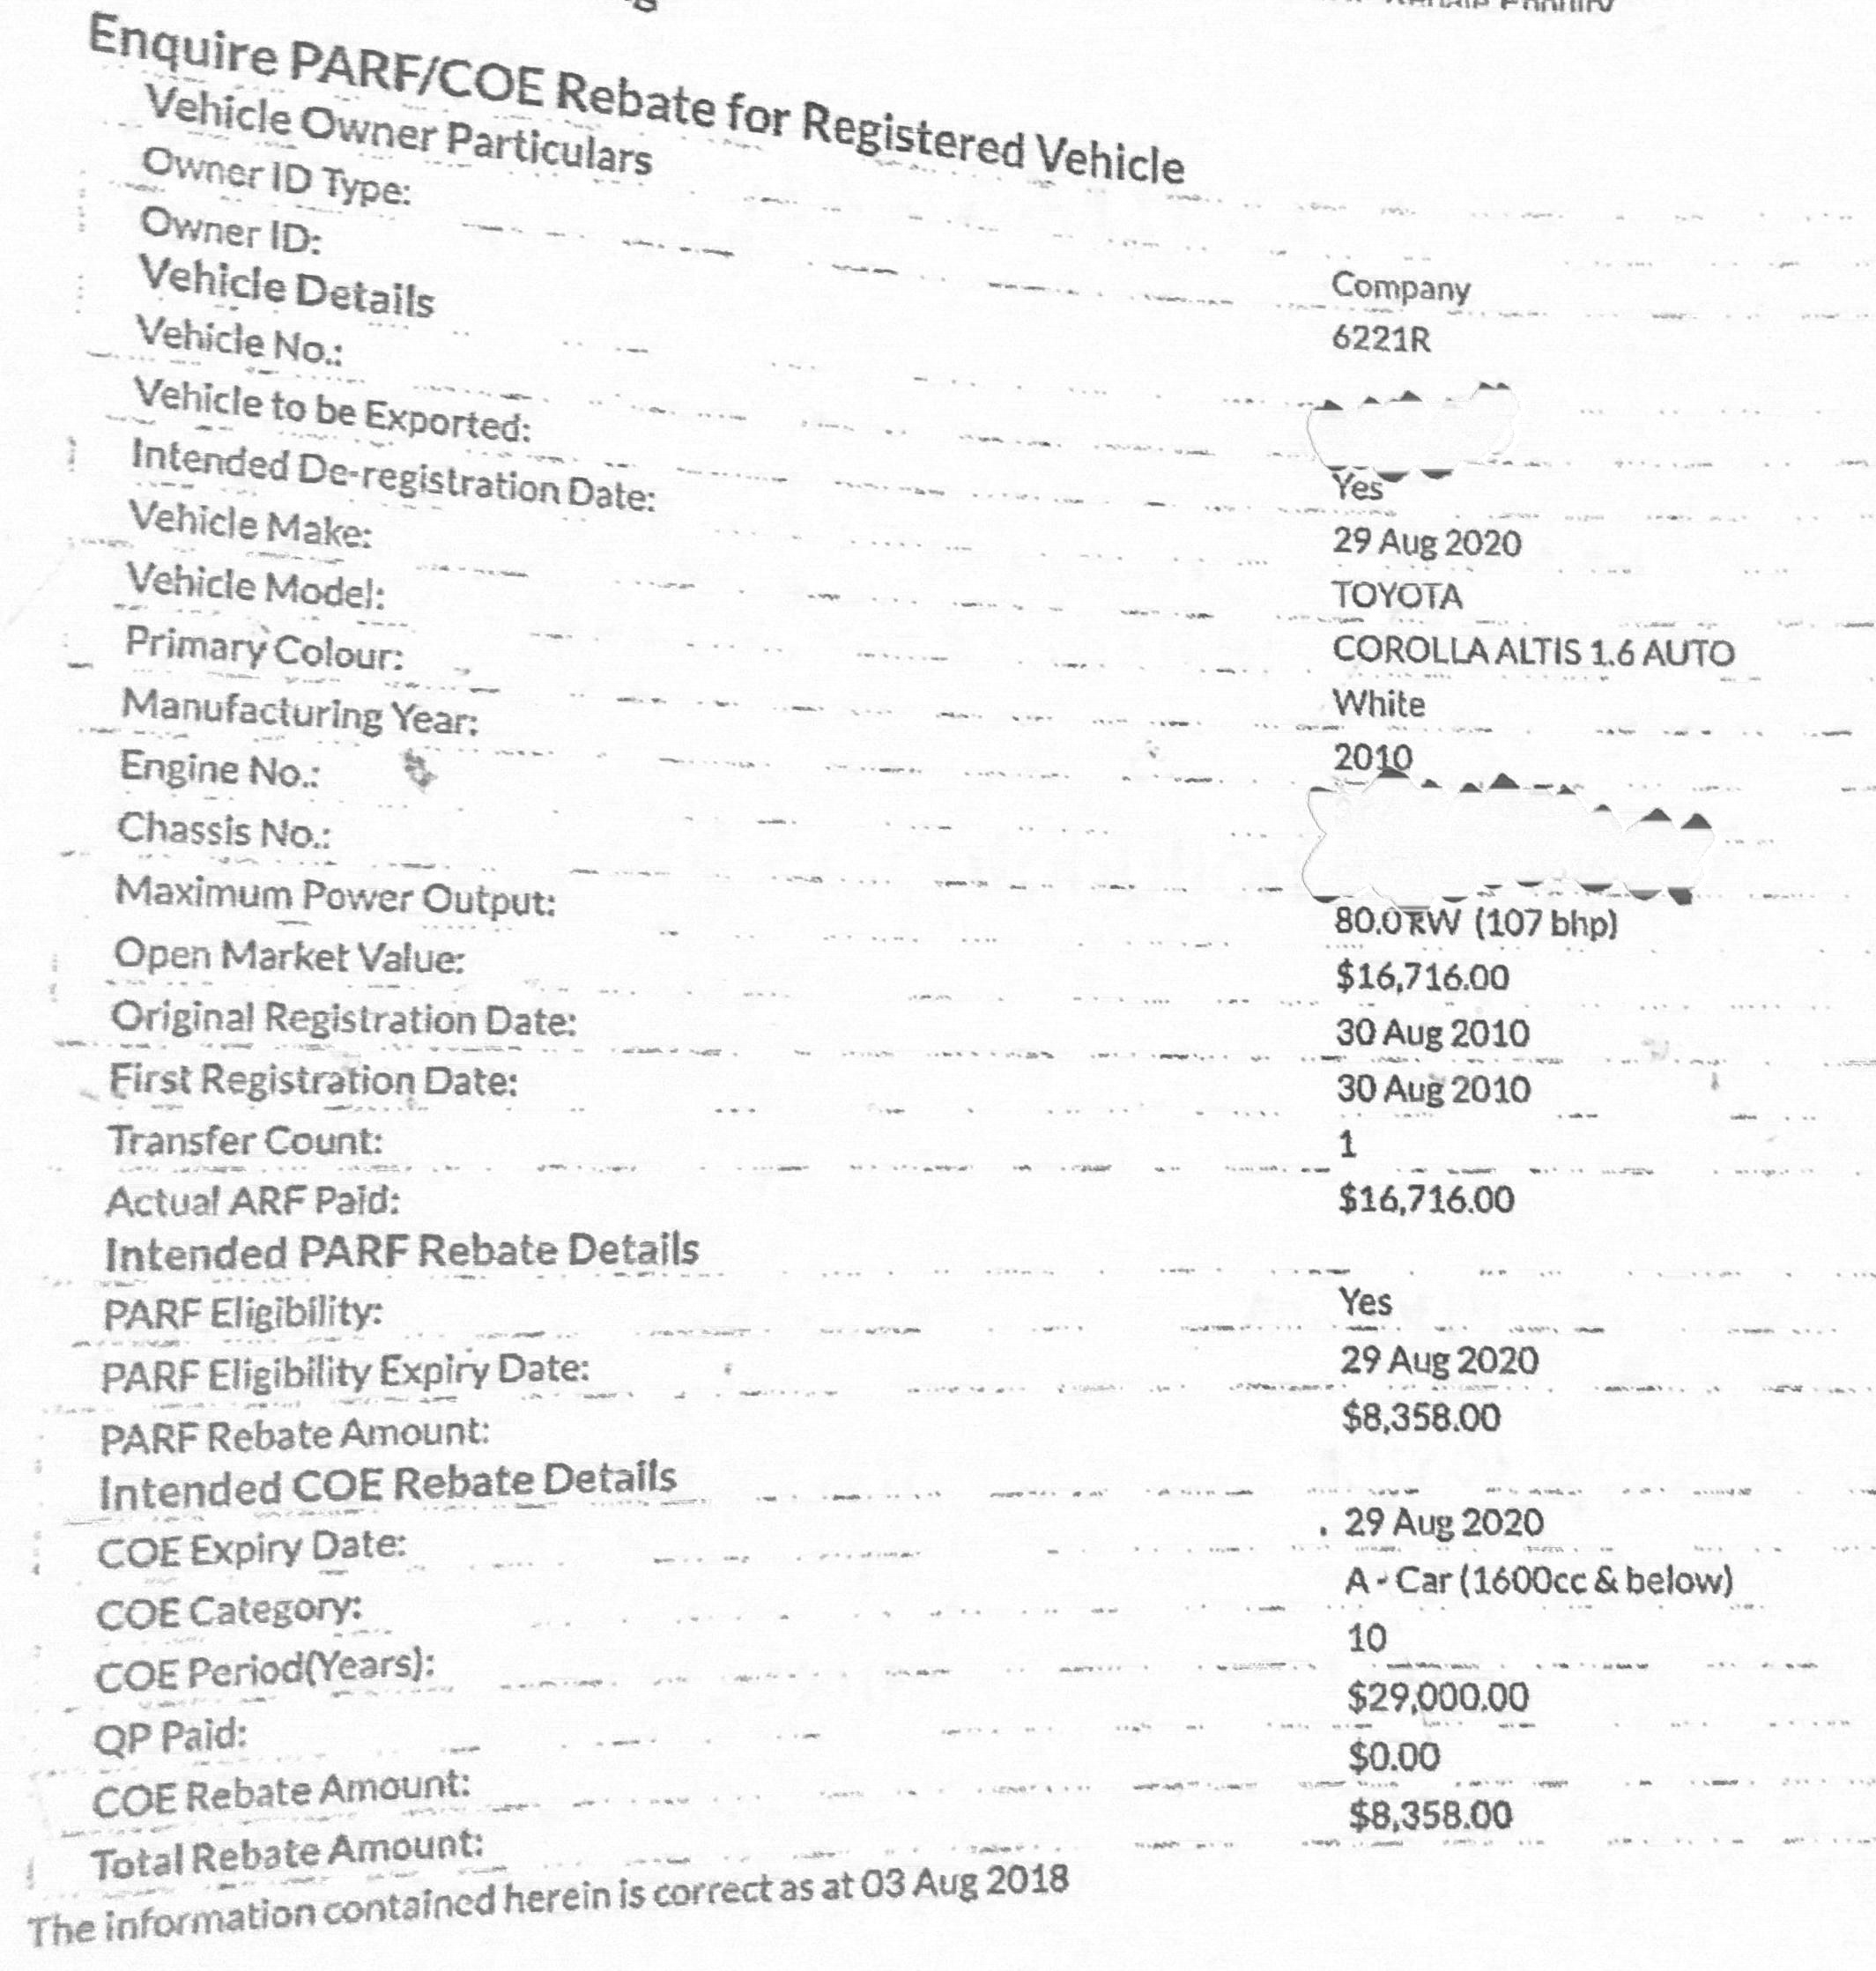 Enquire PARF/COE Rebate for Registered Vehicle
Vehicle Owner Particulars
Owner ID Type: Company
Owner ID: 6221R
Vehicle Details
Vehicle No.:
Vehicle to be Exported: Yes
Intended De-registration Date: 29 Aug 2020
Vehicle Make: TOYOTA
Vehicle Model: COROLLA ALTIS 1.6 AUTO
Primary Colour: White
Manufacturing Year: 2010
Engine No.:
Chassis No.:
Maximum Power Output: 80.0 kW (107 bhp)
Open Market Value: $16,716.00
Original Registration Date: 30 Aug 2010
First Registration Date: 30 Aug 2010
Transfer Count: 1
Actual ARF Paid: $16,716.00
Intended PARF Rebate Details
PARF Eligibility: Yes
PARF Eligibility Expiry Date: 29 Aug 2020
PARF Rebate Amount: $8,358.00
Intended COE Rebate Details
COE Expiry Date: 29 Aug 2020
COE Category: A - Car (1600cc & below)
COE Period(Years): 10
QP Paid: $29,000.00
COE Rebate Amount: $0.00
Total Rebate Amount: $8,358.00
The information contained herein is correct as at 03 Aug 2018